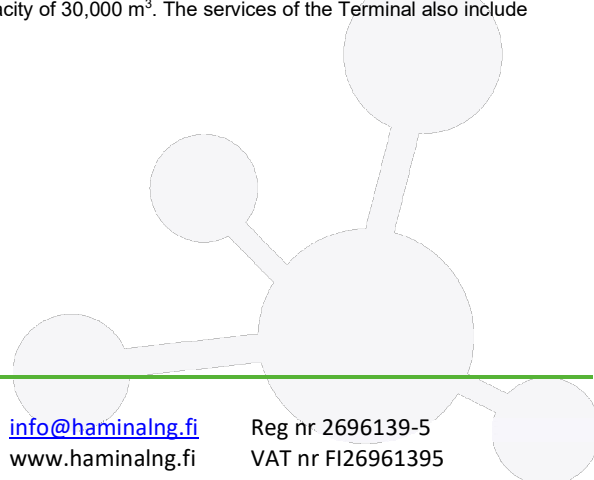 acity of 30,000 m³. The services of the Terminal also include
info@haminalng.fi Reg nr 2696139-5
www.haminalng.fi VAT nr FI26961395